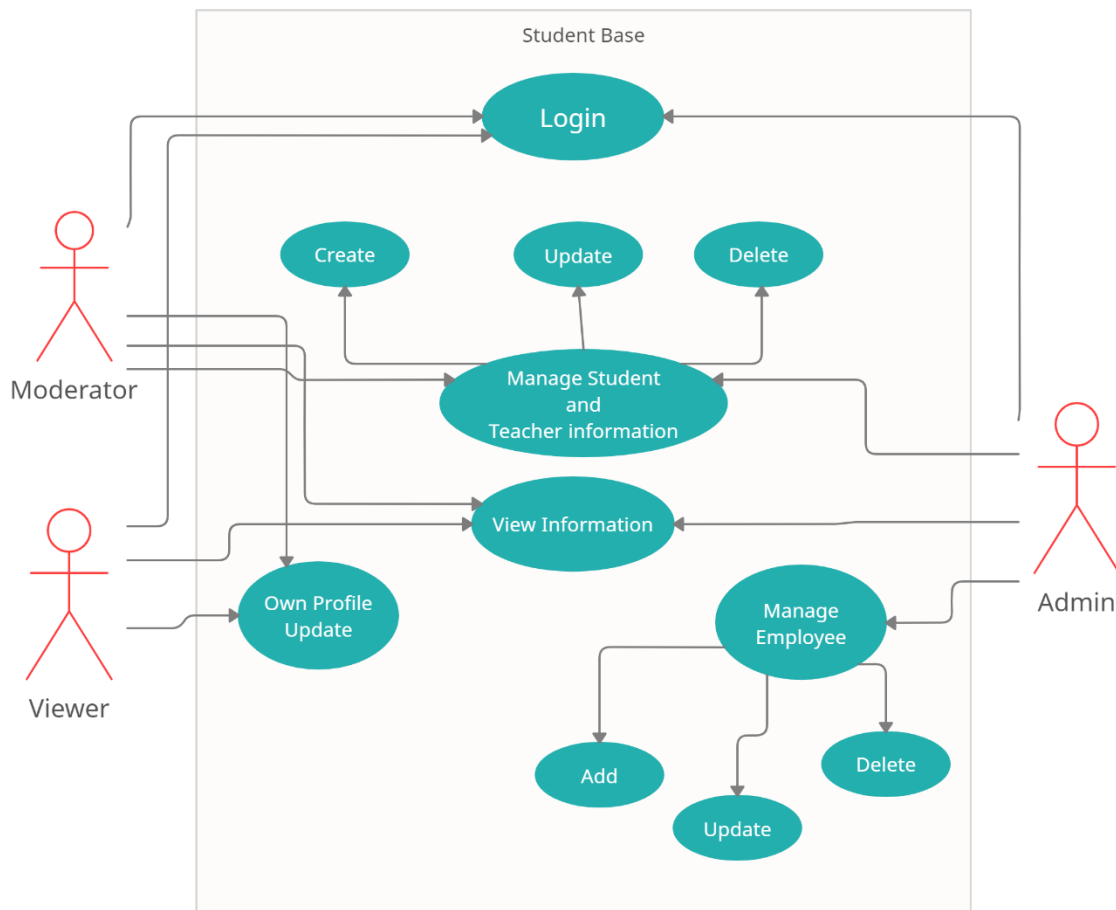 Student Base
Login
Create
Update
Delete
Moderator
Manage Student
and
Teacher information
View Information
Own Profile
Update
Manage
Employee
Admin
Viewer
Add
Update
Delete